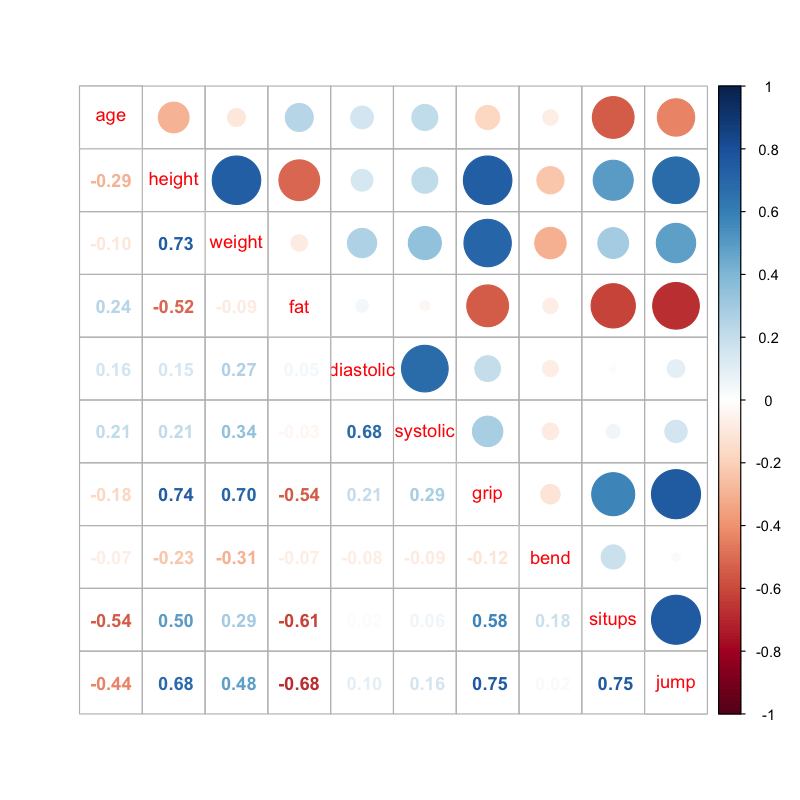 age
-0.29 height
-0.10 0.73 weight
0.24 -0.52 -0.09 fat
0.16 0.15 0.27 0.05 diastolic
0.21 0.21 0.34 -0.03 0.68 systolic
-0.18 0.74 0.70 -0.54 0.21 0.29 grip
-0.07 -0.23 -0.31 -0.07 -0.08 -0.09 -0.12 bend
-0.54 0.50 0.29 -0.61 0.02 0.06 0.58 0.18 situps
-0.44 0.68 0.48 -0.68 0.10 0.16 0.75 0.02 0.75 jump
1
0.8
0.6
0.4
0.2
0
-0.2
-0.4
-0.6
-0.8
-1